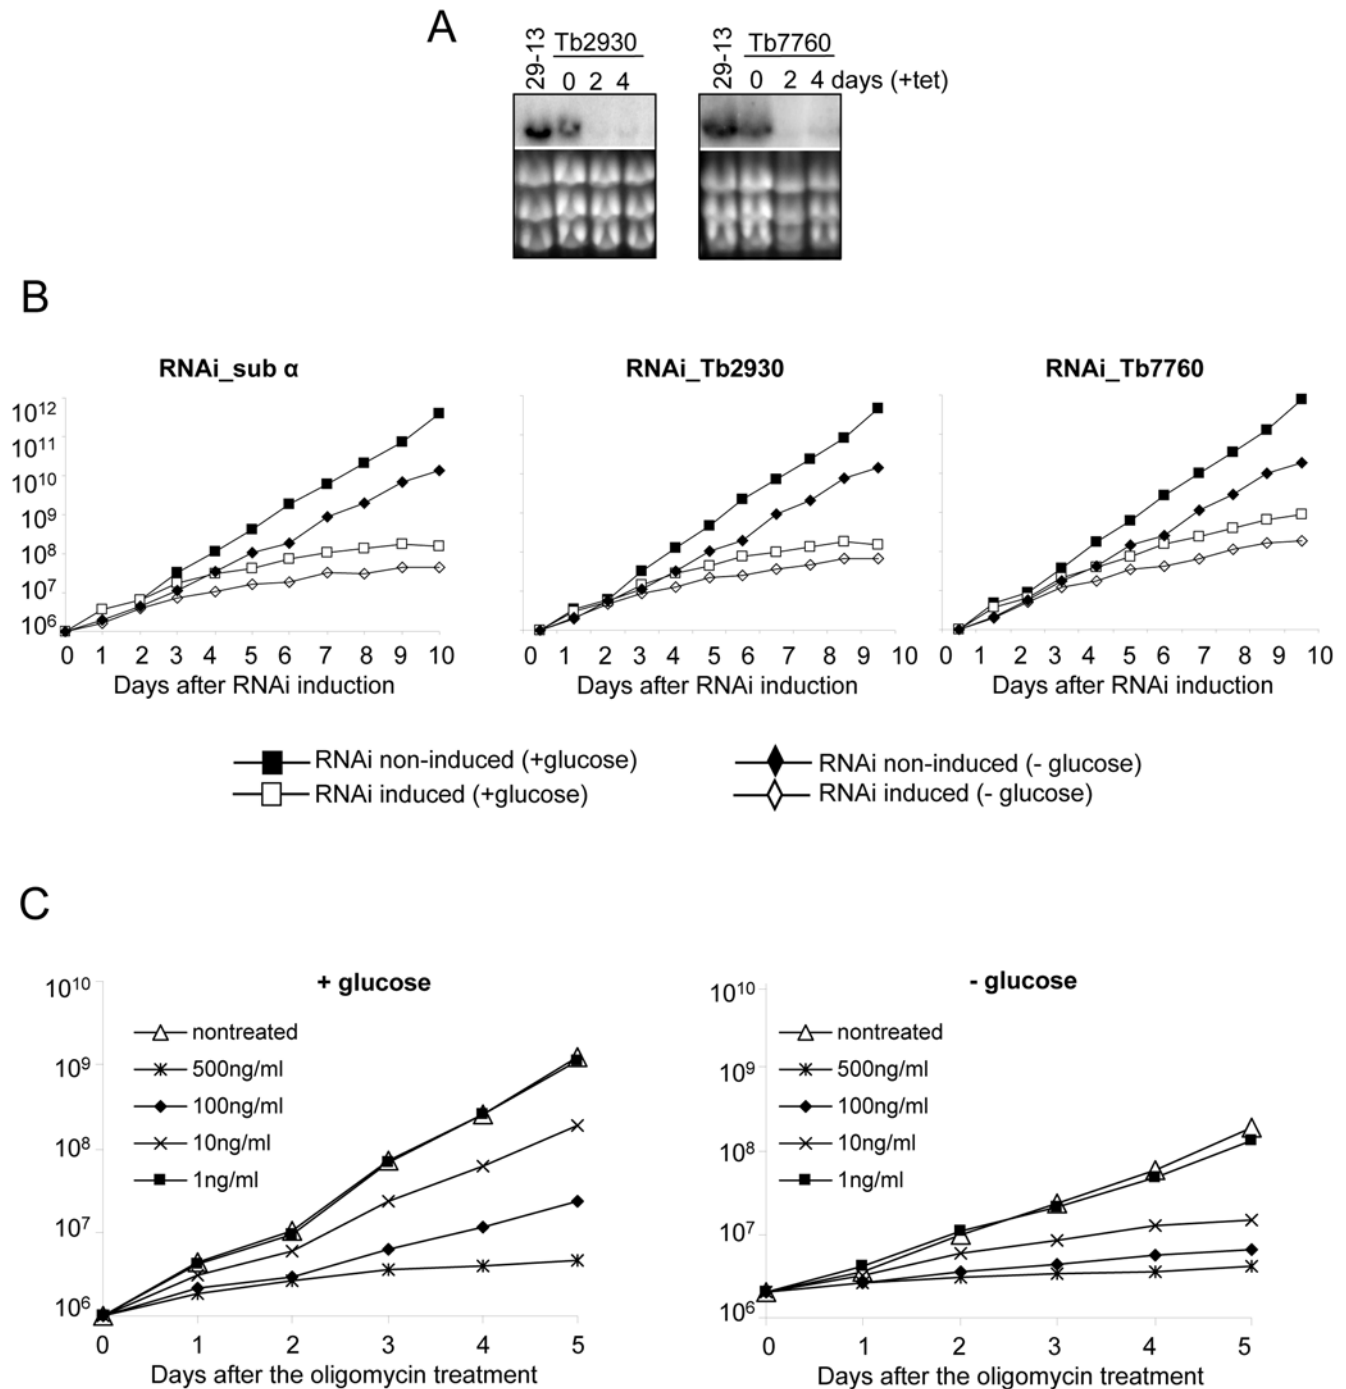 A
29-13 Tb2930 29-13 Tb7760
0 2 4 0 2 4 days (+tet)
B
RNAi_sub α RNAi_Tb2930 RNAi_Tb7760
10¹²
10¹¹
10¹⁰
10⁹
10⁸
10⁷
10⁶
0 1 2 3 4 5 6 7 8 9 10 0 1 2 3 4 5 6 7 8 9 10 0 1 2 3 4 5 6 7 8 9 10
Days after RNAi induction Days after RNAi induction Days after RNAi induction
RNAi non-induced (+glucose) RNAi non-induced (- glucose)
RNAi induced (+glucose) RNAi induced (- glucose)
C
+ glucose
10¹⁰
nontreated
10⁹
500ng/ml
100ng/ml
10⁸
10ng/ml
1ng/ml
10⁷
10⁶
0 1 2 3 4 5
Days after the oligomycin treatment
- glucose
10¹⁰
nontreated
10⁹
500ng/ml
100ng/ml
10⁸
10ng/ml
1ng/ml
10⁷
10⁶
0 1 2 3 4 5
Days after the oligomycin treatment